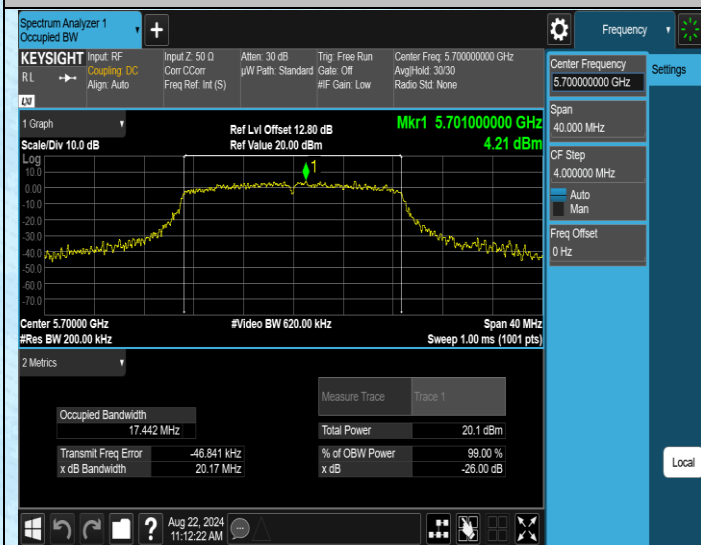 Spectrum Analyzer 1
Occupied BW
Frequency
KEYSIGHT
R L
LXI
Input: RF
Coupling: DC
Align: Auto
Input Z: 50 Ω
Corr CCorr
Freq Ref: Int (S)
Atten: 30 dB
µW Path: Standard
Trig: Free Run
Gate: Off
#IF Gain: Low
Center Freq: 5.700000000 GHz
Avg|Hold: 30/30
Radio Std: None
Center Frequency
5.700000000 GHz
Settings
Span
40.000 MHz
CF Step
4.000000 MHz
Auto
Man
Freq Offset
0 Hz
Local
1 Graph
Scale/Div 10.0 dB
Ref Lvl Offset 12.80 dB
Ref Value 20.00 dBm
Mkr1 5.701000000 GHz
4.21 dBm
Log
10.0
0.00
-10.0
-20.0
-30.0
-40.0
-50.0
-60.0
-70.0
1
Center 5.70000 GHz
#Res BW 200.00 kHz
#Video BW 620.00 kHz
Span 40 MHz
Sweep 1.00 ms (1001 pts)
2 Metrics
Measure Trace
Trace 1
Occupied Bandwidth
17.442 MHz
Total Power
20.1 dBm
Transmit Freq Error
-46.841 kHz
% of OBW Power
99.00 %
x dB Bandwidth
20.17 MHz
x dB
-26.00 dB
?
Aug 22, 2024
11:12:22 AM